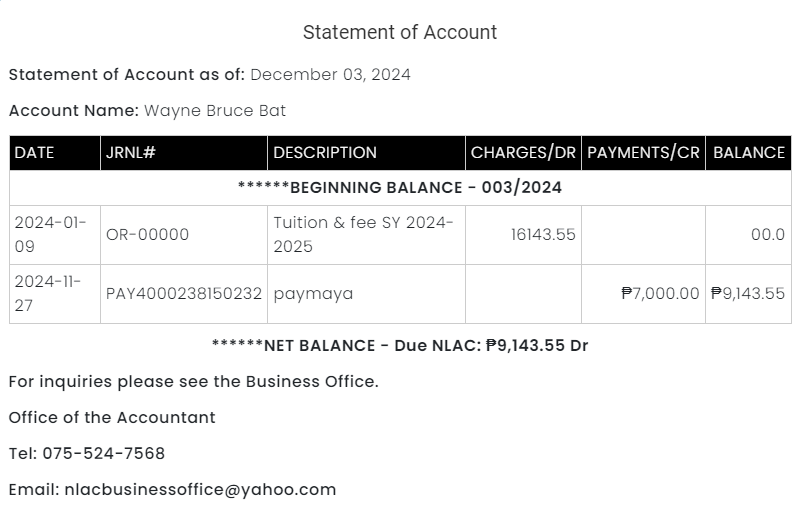 Statement of Account
Statement of Account as of: December 03, 2024
Account Name: Wayne Bruce Bat
DATE JRNL# DESCRIPTION CHARGES/DR PAYMENTS/CR BALANCE
******BEGINNING BALANCE - 003/2024
2024-01-09 OR-00000 Tuition & fee SY 2024-2025 16143.55 00.0
2024-11-27 PAY4000238150232 paymaya ₱7,000.00 ₱9,143.55
******NET BALANCE - Due NLAC: ₱9,143.55 Dr
For inquiries please see the Business Office.
Office of the Accountant
Tel: 075-524-7568
Email: nlacbusinessoffice@yahoo.com